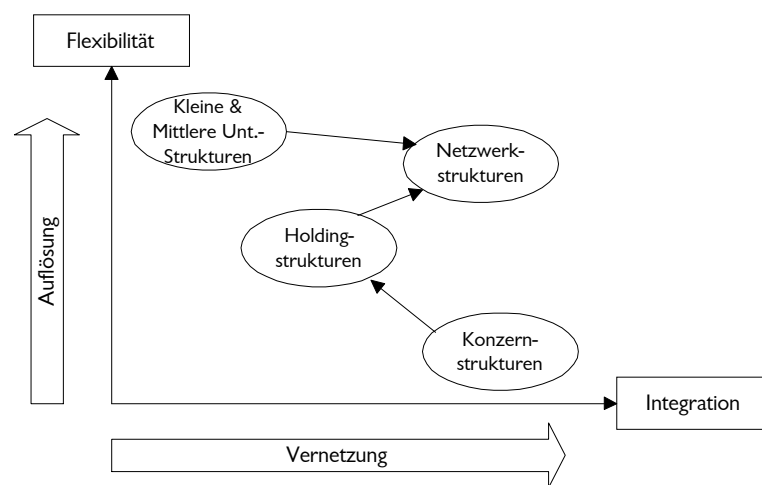 Flexibilität
Kleine &
Mittlere Unt.-
Strukturen
Netzwerk-
strukturen
Auflösung
Holding-
strukturen
Konzern-
strukturen
Integration
Vernetzung